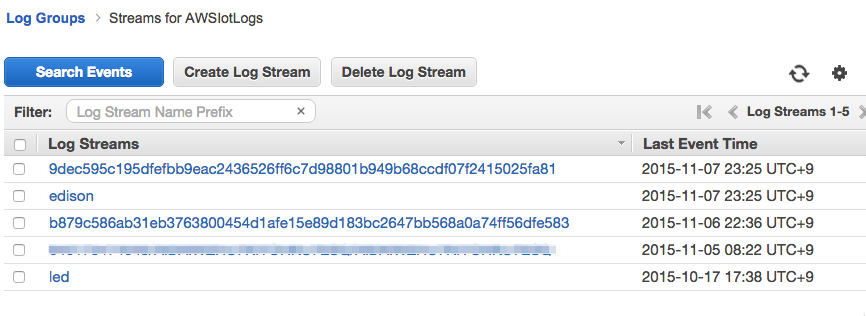 Log Groups > Streams for AWSIotLogs
Search Events Create Log Stream Delete Log Stream
Filter: Log Stream Name Prefix × Log Streams 1-5
Log Streams Last Event Time
9dec595c195dfefbb9eac2436526ff6c7d98801b949b68ccdf07f2415025fa81 2015-11-07 23:25 UTC+9
edison 2015-11-07 23:25 UTC+9
b879c586ab31eb3763800454d1afe15e89d183bc2647bb568a0a74ff56dfe583 2015-11-06 22:36 UTC+9
2015-11-05 08:22 UTC+9
led 2015-10-17 17:38 UTC+9